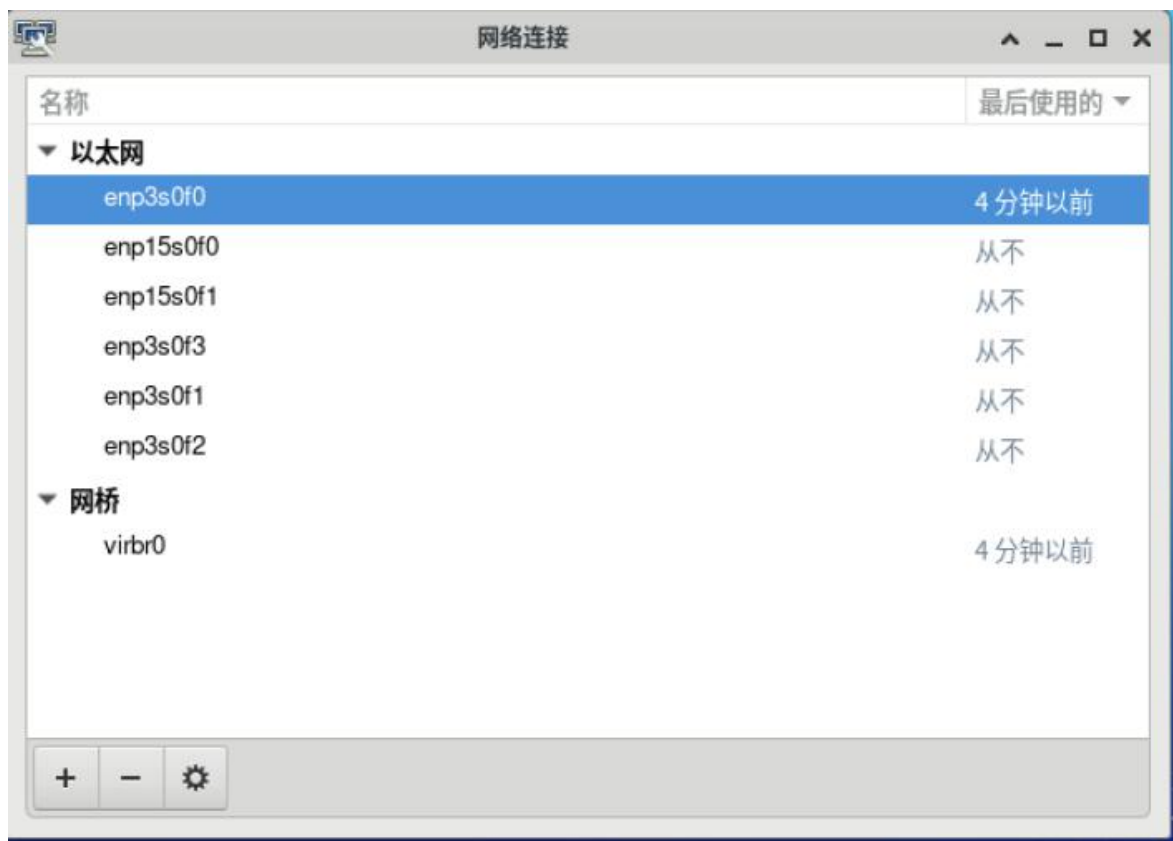 网络连接
名称 最后使用的
以太网
enp3s0f0 4 分钟以前
enp15s0f0 从不
enp15s0f1 从不
enp3s0f3 从不
enp3s0f1 从不
enp3s0f2 从不
网桥
virbr0 4 分钟以前